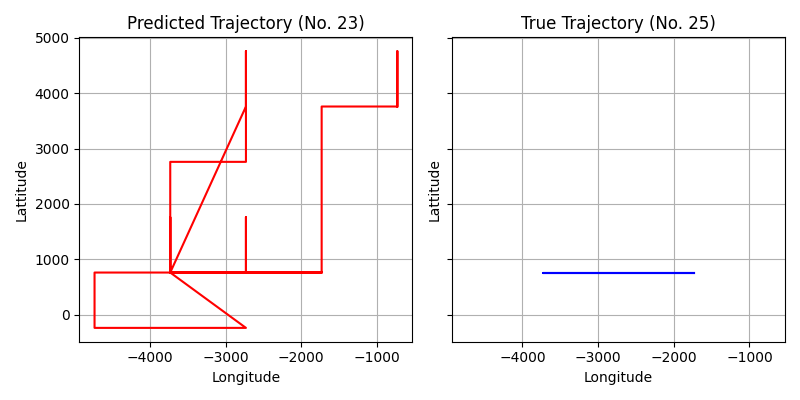 Predicted Trajectory (No. 23)
True Trajectory (No. 25)
5000
4000
3000
2000
1000
0
Lattitude
Lattitude
−4000 −3000 −2000 −1000
−4000 −3000 −2000 −1000
Longitude
Longitude